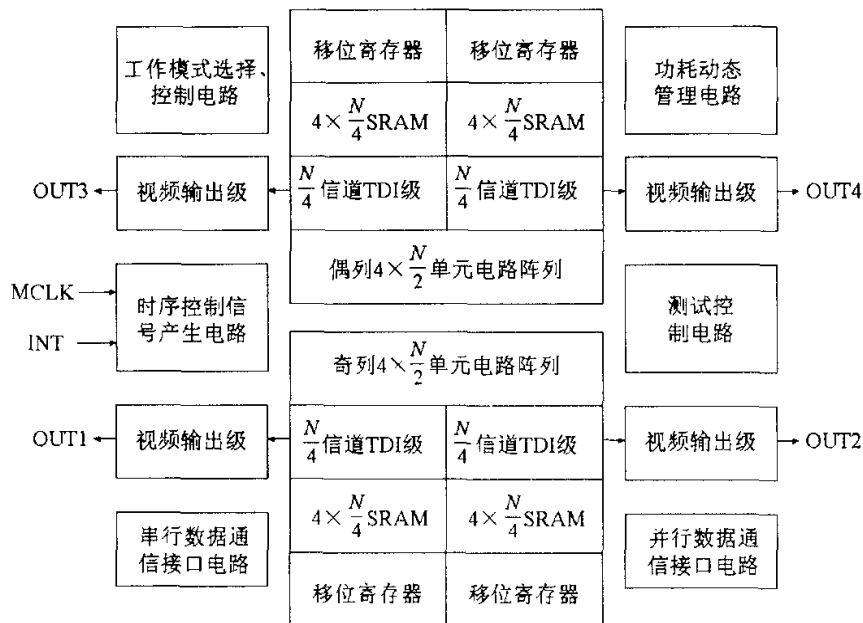 工作模式选择、
控制电路
移位寄存器
移位寄存器
功耗动态
管理电路
4×N/4 SRAM
4×N/4 SRAM
OUT3
视频输出级
N/4 信道TDI级
N/4 信道TDI级
视频输出级
OUT4
偶列4×N/2单元电路阵列
MCLK
INT
时序控制信
号产生电路
测试控
制电路
奇列4×N/2单元电路阵列
OUT1
视频输出级
N/4 信道TDI级
N/4 信道TDI级
视频输出级
OUT2
4×N/4 SRAM
4×N/4 SRAM
串行数据通
信接口电路
并行数据通
信接口电路
移位寄存器
移位寄存器